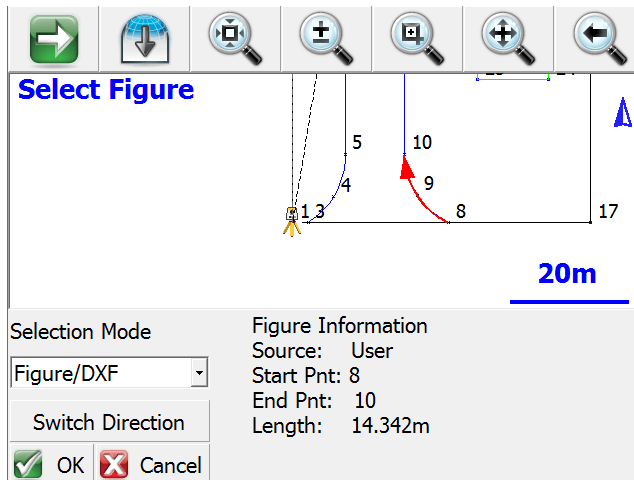 Select Figure
5
10
4
9
1 3
8
17
20m
Selection Mode
Figure/DXF
Switch Direction
OK
Cancel
Figure Information
Source: User
Start Pnt: 8
End Pnt: 10
Length: 14.342m